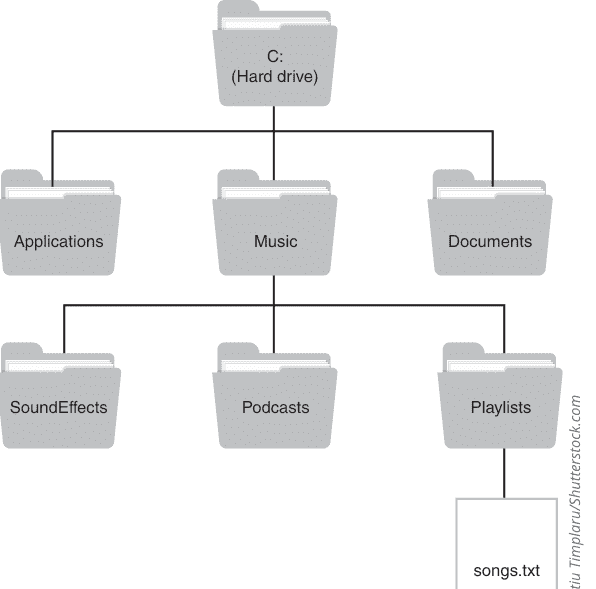 C:
(Hard drive)
Applications
Music
Documents
SoundEffects
Podcasts
Playlists
songs.txt
tiu Timplaru/Shutterstock.com